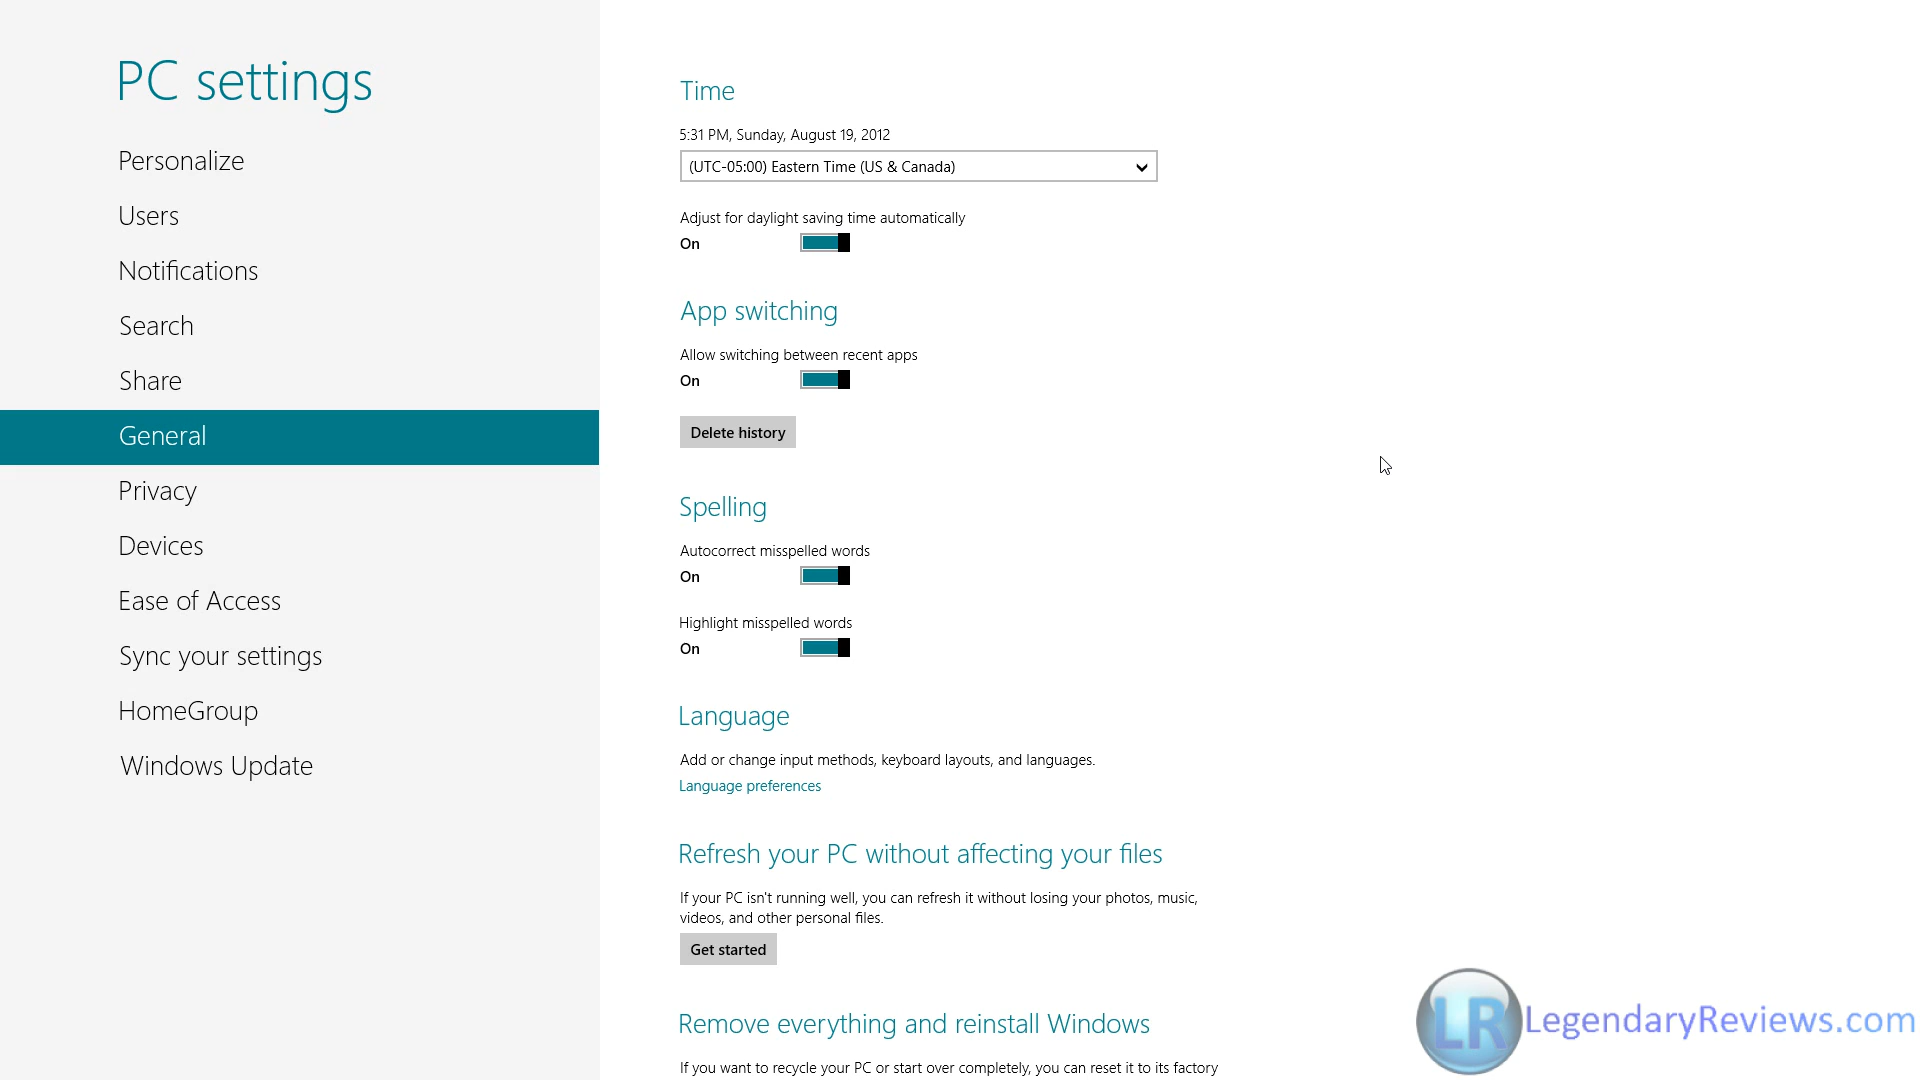 PC settings
Personalize
Users
Notifications
Search
Share
General
Privacy
Devices
Ease of Access
Sync your settings
HomeGroup
Windows Update
Time
5:31 PM, Sunday, August 19, 2012
(UTC-05:00) Eastern Time (US & Canada)
Adjust for daylight saving time automatically
On
App switching
Allow switching between recent apps
On
Delete history
Spelling
Autocorrect misspelled words
On
Highlight misspelled words
On
Language
Add or change input methods, keyboard layouts, and languages.
Language preferences
Refresh your PC without affecting your files
If your PC isn't running well, you can refresh it without losing your photos, music,
videos, and other personal files.
Get started
Remove everything and reinstall Windows
If you want to recycle your PC or start over completely, you can reset it to its factory
LR LegendaryReviews.com